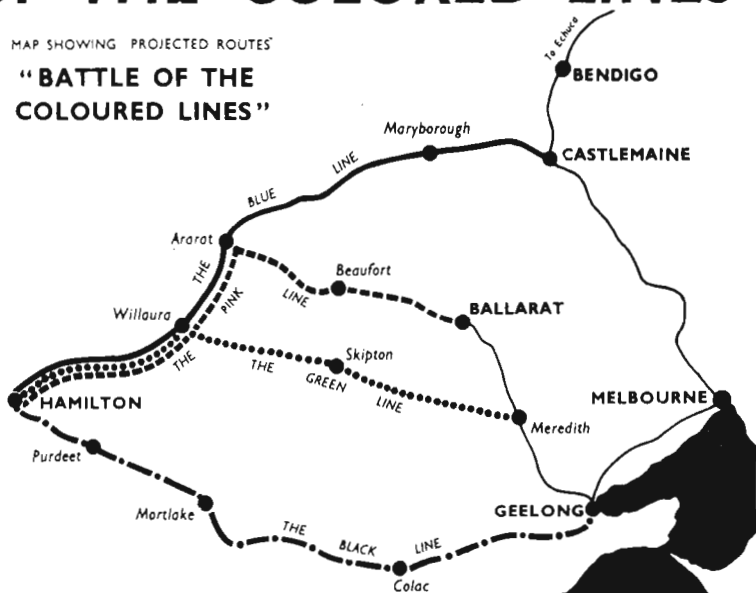 THE COLORED LINES
MAP SHOWING PROJECTED ROUTES
"BATTLE OF THE
COLOURED LINES"
To Echuca
BENDIGO
Maryborough
CASTLEMAINE
THE BLUE LINE
Ararat
Beaufort
THE PINK LINE
BALLARAT
Willaura
Skipton
THE GREEN LINE
HAMILTON
MELBOURNE
Meredith
Purdeet
Mortlake
GEELONG
THE BLACK LINE
Colac